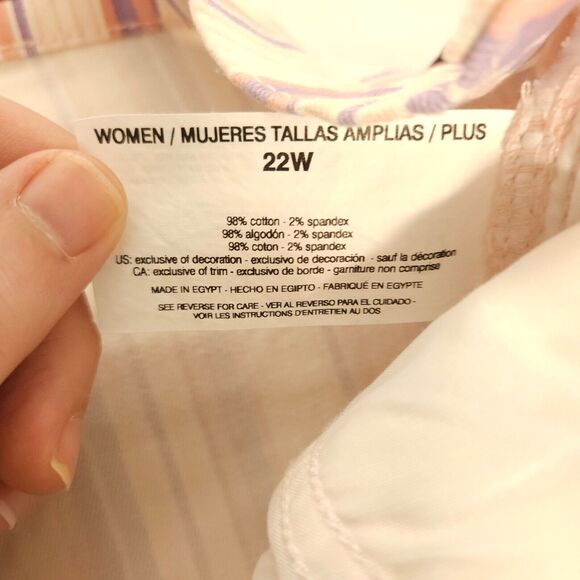 WOMEN / MUJERES TALLAS AMPLIAS / PLUS
22W
98% cotton - 2% spandex
98% algodón - 2% spandex
98% coton - 2% spandex
US: exclusive of decoration - exclusivo de decoración - sauf la décoration
CA: exclusive of trim - exclusivo de borde - garniture non comprise
MADE IN EGYPT - HECHO EN EGIPTO - FABRIQUÉ EN EGYPTE
SEE REVERSE FOR CARE - VER AL REVERSO PARA EL CUIDADO -
VOIR LES INSTRUCTIONS D'ENTRETIEN AU DOS